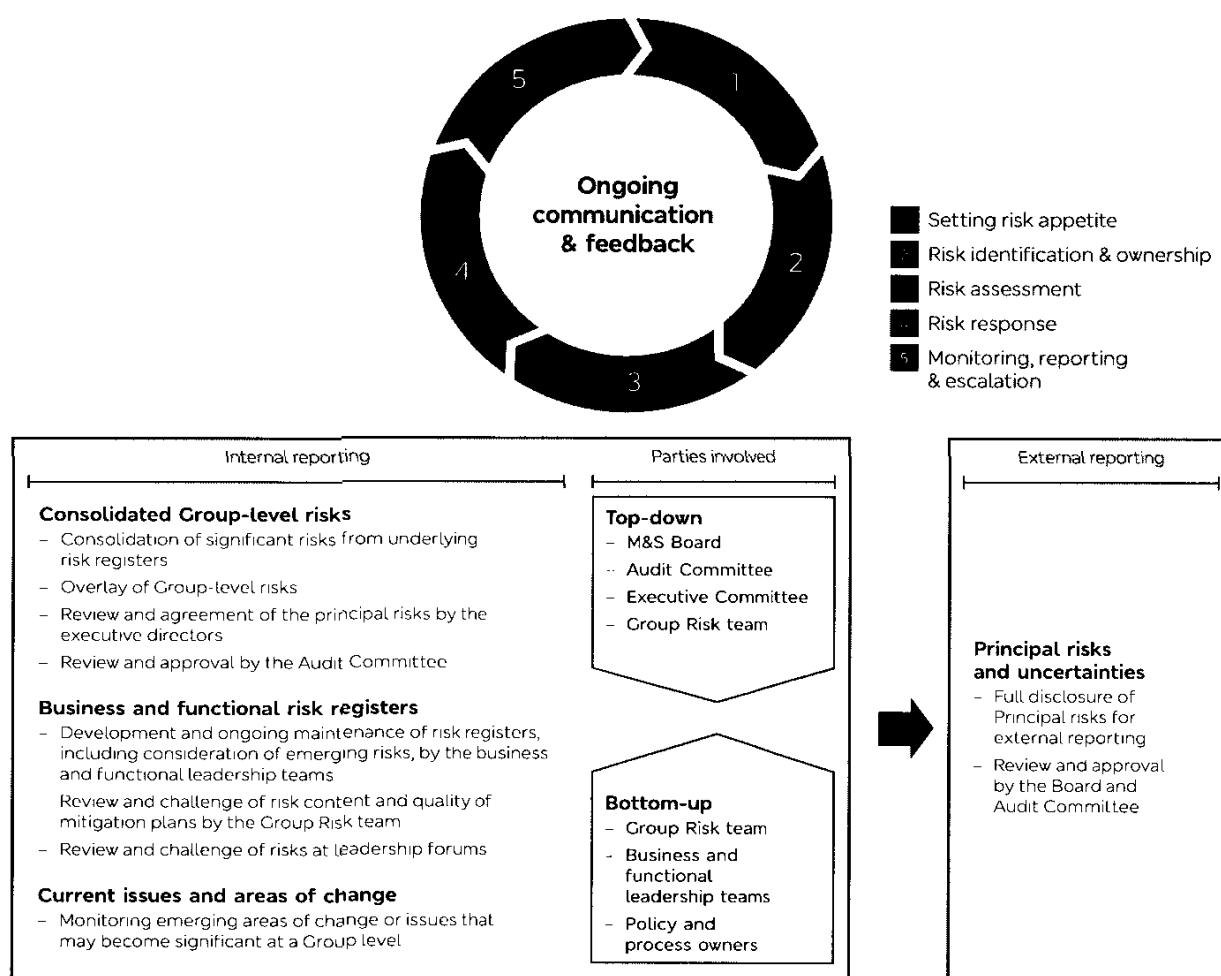 5
1
2
3
4
Ongoing
communication
& feedback
Setting risk appetite
Risk identification & ownership
Risk assessment
Risk response
5 Monitoring, reporting
& escalation
Internal reporting
Consolidated Group-level risks
– Consolidation of significant risks from underlying
risk registers
– Overlay of Group-level risks
– Review and agreement of the principal risks by the
executive directors
– Review and approval by the Audit Committee
Business and functional risk registers
– Development and ongoing maintenance of risk registers,
including consideration of emerging risks, by the business
and functional leadership teams
Review and challenge of risk content and quality of
mitigation plans by the Group Risk team
– Review and challenge of risks at leadership forums
Current issues and areas of change
– Monitoring emerging areas of change or issues that
may become significant at a Group level
Parties involved
Top-down
– M&S Board
– Audit Committee
– Executive Committee
– Group Risk team
Bottom-up
– Group Risk team
– Business and
functional
leadership teams
– Policy and
process owners
External reporting
Principal risks
and uncertainties
– Full disclosure of
Principal risks for
external reporting
– Review and approval
by the Board and
Audit Committee